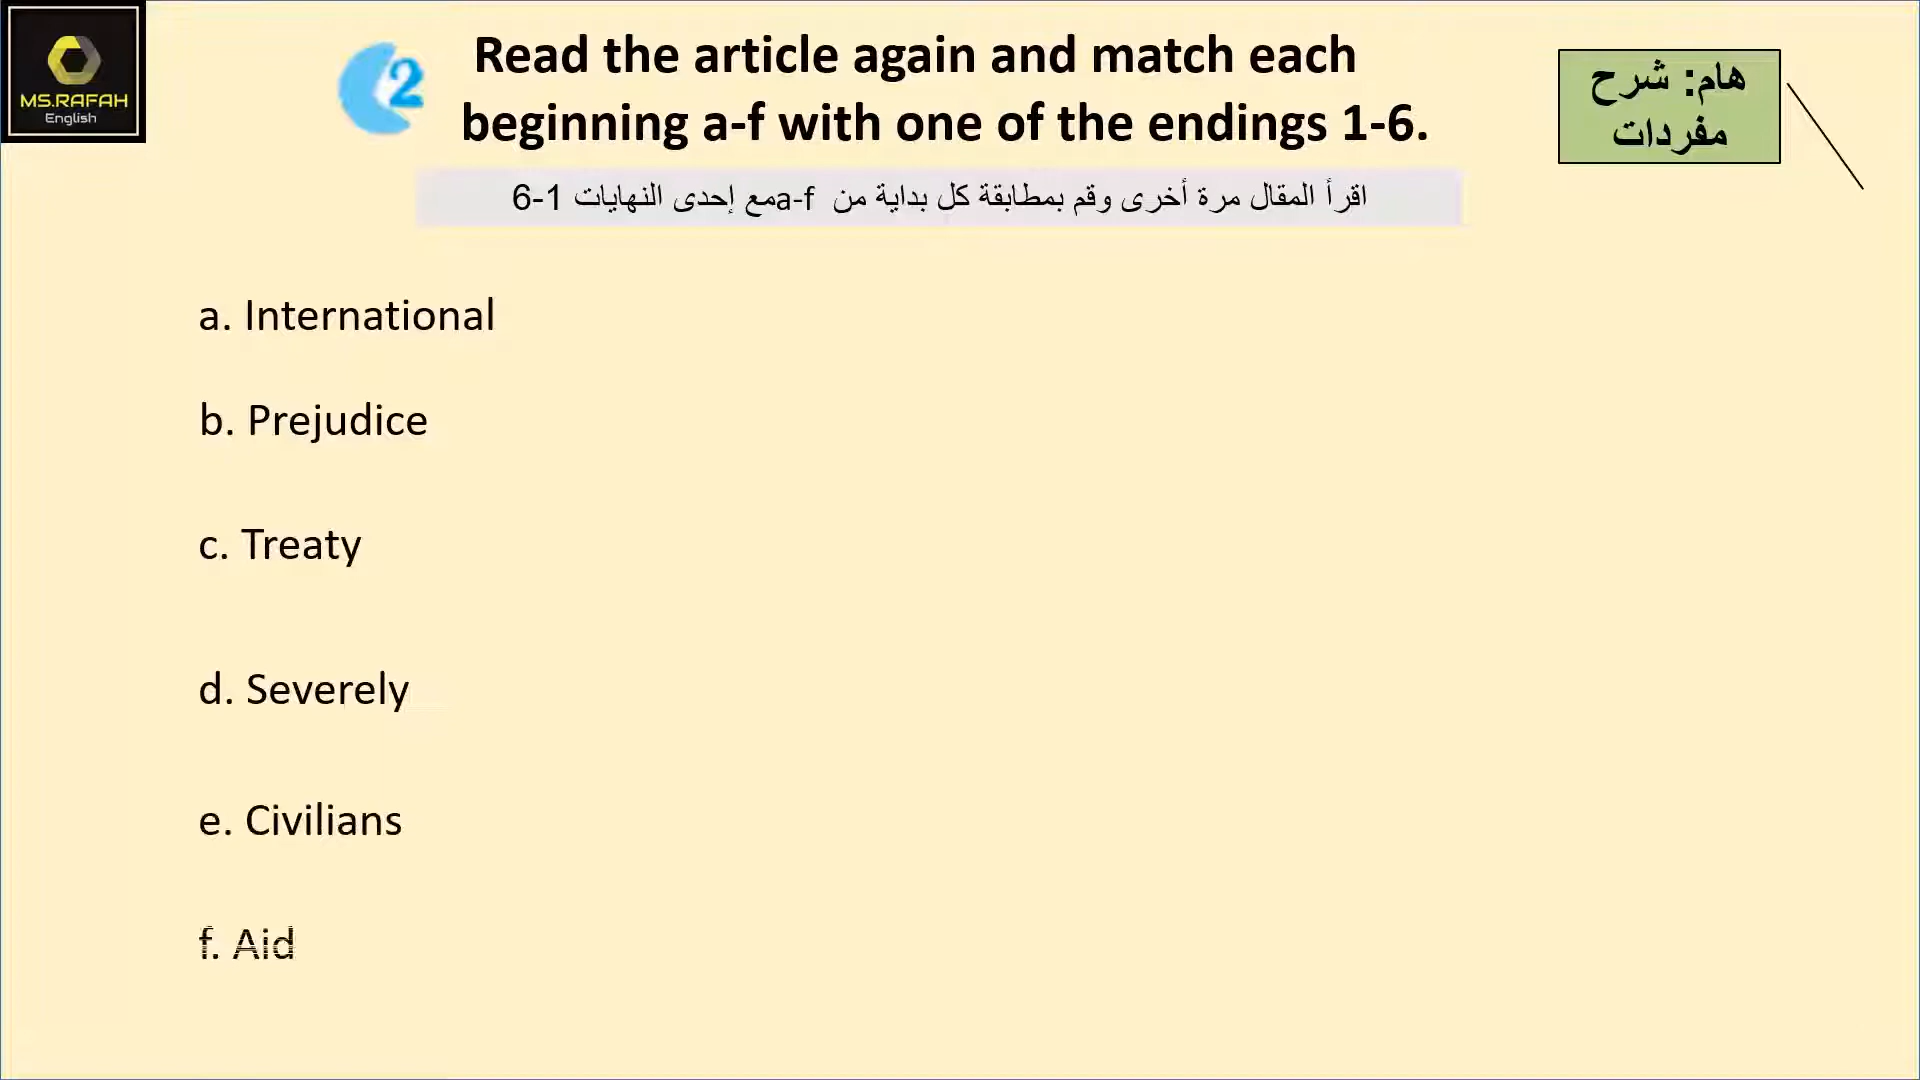 MS.RAFAH
English
2
Read the article again and match each
beginning a-f with one of the endings 1-6.
هام: شرح
مفردات
اقرأ المقال مرة أخرى وقم بمطابقة كل بداية من a-f مع إحدى النهايات 1-6
a. International
b. Prejudice
c. Treaty
d. Severely
e. Civilians
f. Aid